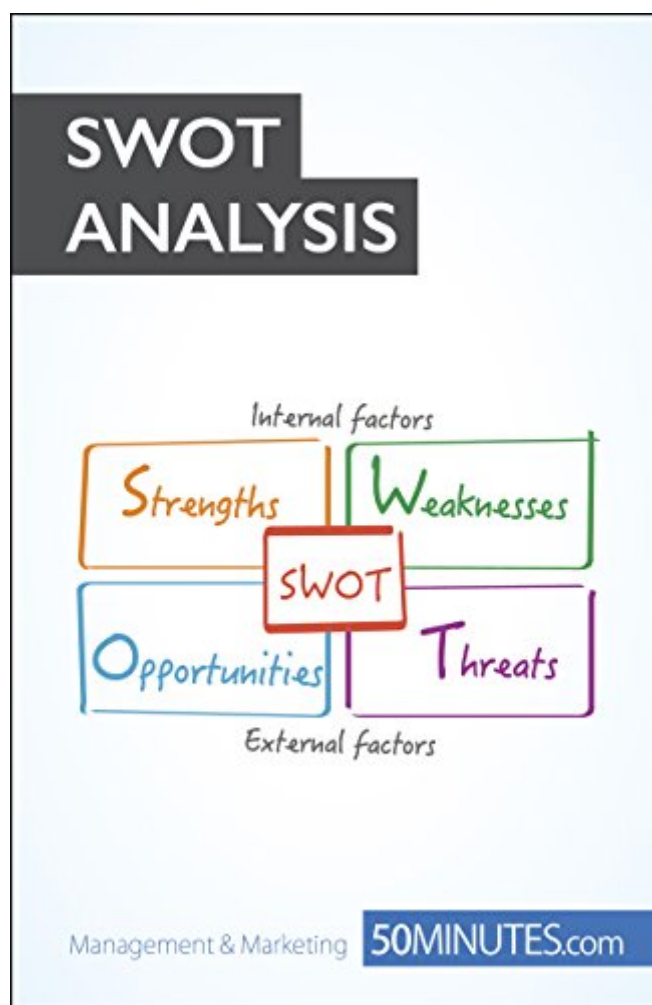 SWOT
ANALYSIS
Internal factors
Strengths
Weaknesses
SWOT
Opportunities
Threats
External factors
Management & Marketing
50MINUTES.com